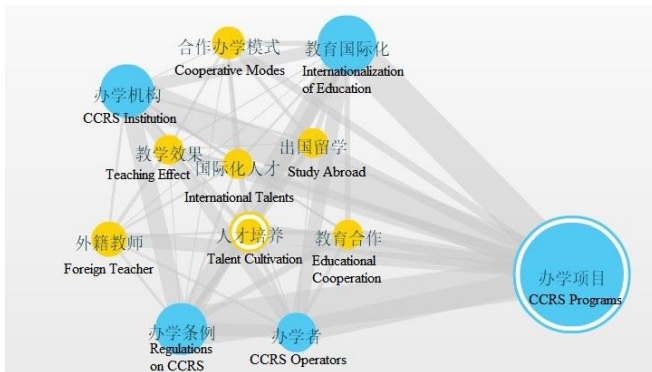 合作办学模式
Cooperative Modes
教育国际化
Internationalization
of Education
办学机构
CCRS Institution
教学效果
Teaching Effect
国际化人才
International Talents
出国留学
Study Abroad
外籍教师
Foreign Teacher
人才培养
Talent Cultivation
教育合作
Educational
Cooperation
办学项目
CCRS Programs
办学条例
Regulations
on CCRS
办学者
CCRS Operators